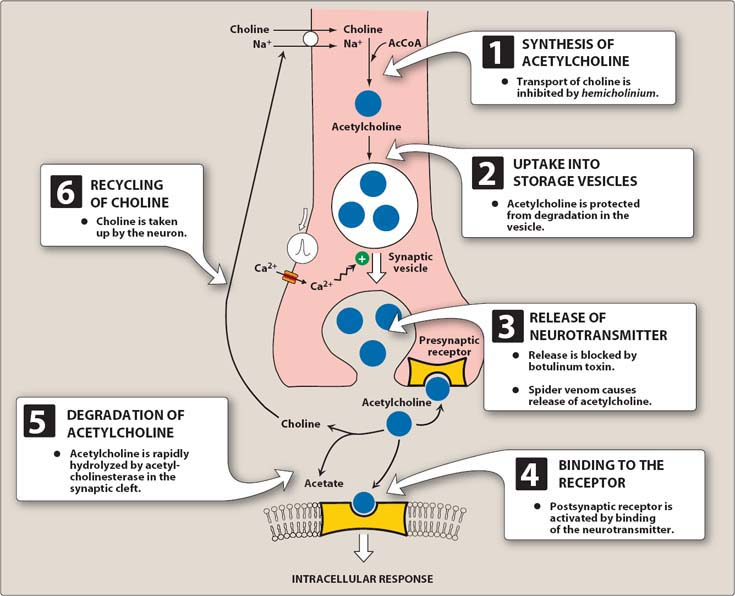 Choline
Na+
Choline
Na+
AcCoA
1
SYNTHESIS OF
ACETYLCHOLINE
• Transport of choline is
inhibited by hemicholinium.
Acetylcholine
2
UPTAKE INTO
STORAGE VESICLES
• Acetylcholine is protected
from degradation in the
vesicle.
6
RECYCLING
OF CHOLINE
• Choline is taken
up by the neuron.
Ca2+
Ca2+
+
Synaptic
vesicle
3
RELEASE OF
NEUROTRANSMITTER
• Release is blocked by
botulinum toxin.
• Spider venom causes
release of acetylcholine.
Presynaptic
receptor
Acetylcholine
5
DEGRADATION OF
ACETYLCHOLINE
• Acetylcholine is rapidly
hydrolyzed by acetyl-
cholinesterase in the
synaptic cleft.
Choline
Acetate
4
BINDING TO THE
RECEPTOR
• Postsynaptic receptor is
activated by binding
of the neurotransmitter.
INTRACELLULAR RESPONSE